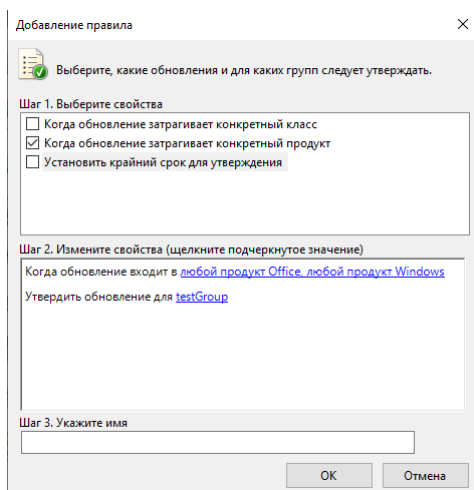 Добавление правила
Выберите, какие обновления и для каких групп следует утверждать.
Шаг 1. Выберите свойства
Когда обновление затрагивает конкретный класс
Когда обновление затрагивает конкретный продукт
Установить крайний срок для утверждения
Шаг 2. Измените свойства (щелкните подчеркнутое значение)
Когда обновление входит в любой продукт Office, любой продукт Windows
Утвердить обновление для testGroup
Шаг 3. Укажите имя
ОК Отмена